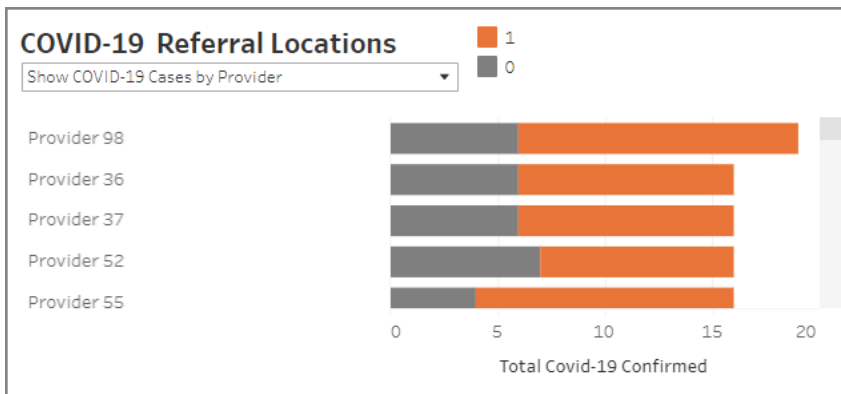 COVID-19 Referral Locations
1
0
Show COVID-19 Cases by Provider
Provider 98
Provider 36
Provider 37
Provider 52
Provider 55
0 5 10 15 20
Total Covid-19 Confirmed